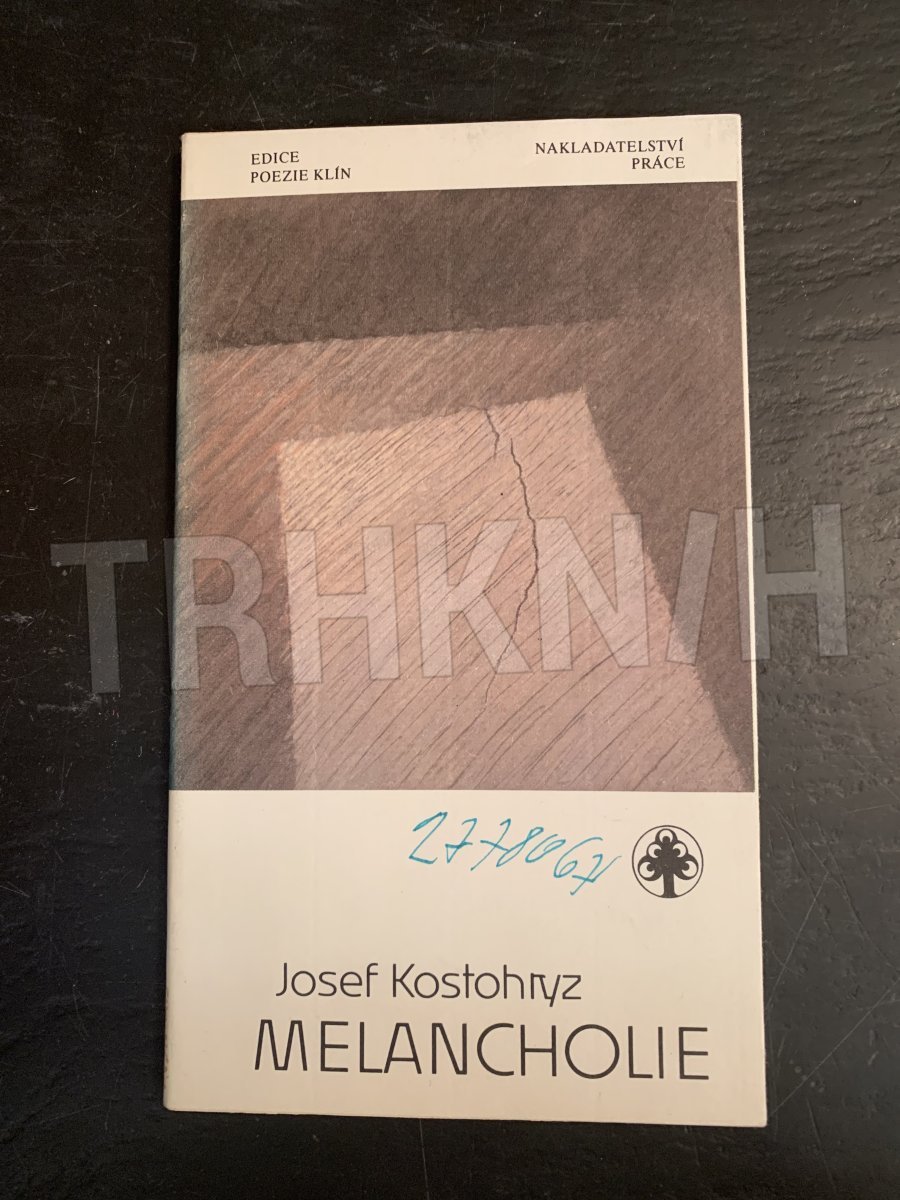 EDICE
POEZIE KLÍN
NAKLADATELSTVÍ
PRÁCE
TRHKNIH
2778067
Josef Kostohryz
MELANCHOLIE